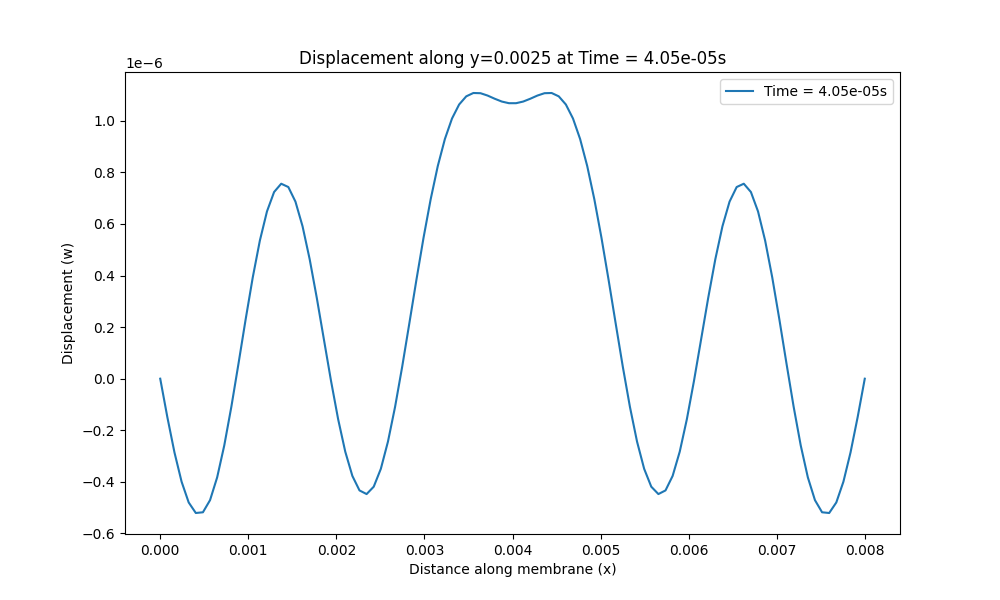 Displacement along y=0.0025 at Time = 4.05e-05s
1e−6
Time = 4.05e-05s
1.0
0.8
0.6
0.4
0.2
0.0
−0.2
−0.4
−0.6
Displacement (w)
0.000 0.001 0.002 0.003 0.004 0.005 0.006 0.007 0.008
Distance along membrane (x)